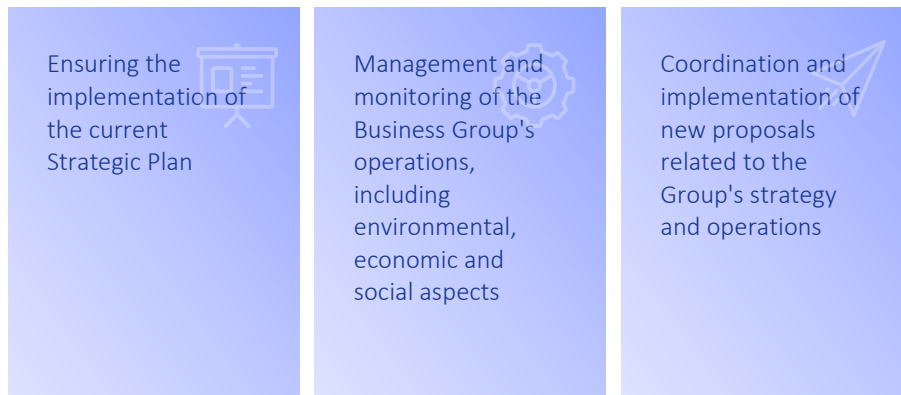 Ensuring the
implementation of
the current
Strategic Plan
Management and
monitoring of the
Business Group's
operations,
including
environmental,
economic and
social aspects
Coordination and
implementation of
new proposals
related to the
Group's strategy
and operations